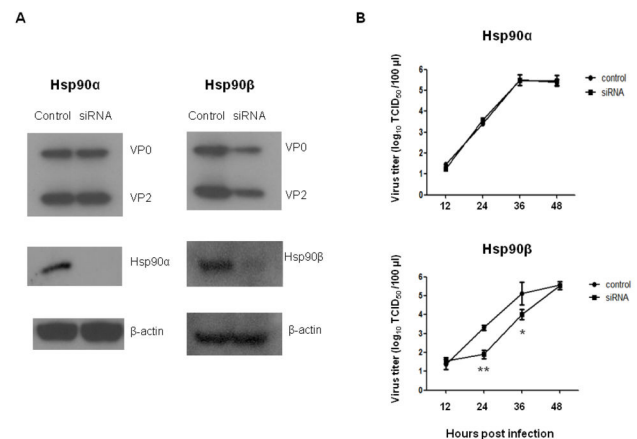 A
Hsp90α
Control siRNA
VP0
VP2
Hsp90α
β-actin
Hsp90β
Control siRNA
VP0
VP2
Hsp90β
β-actin
B
Hsp90α
Virus titer (log10 TCID50/100 µl)
6
5
4
3
2
1
0
12 24 36 48
control
siRNA
Hsp90β
Virus titer (log10 TCID50/100 µl)
6
5
4
3
2
1
0
12 24 36 48
**
*
control
siRNA
Hours post infection